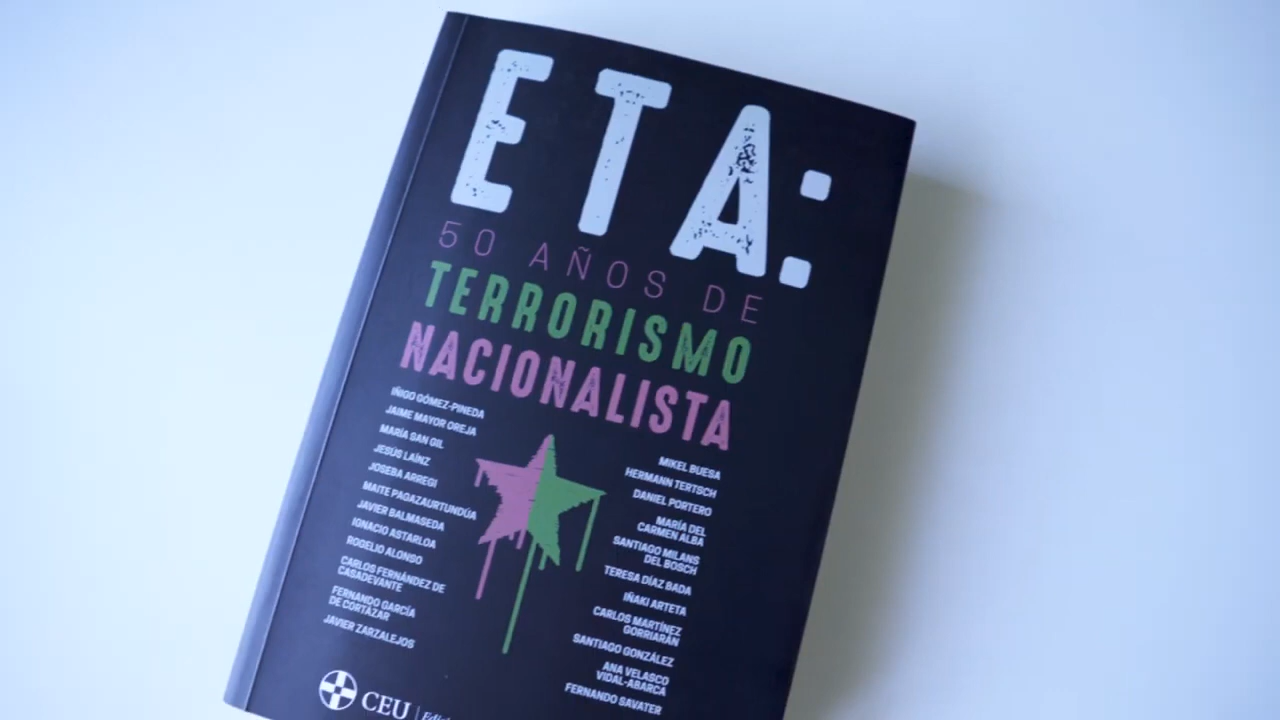 ETA:
50 AÑOS DE
TERRORISMO
NACIONALISTA
IÑIGO GÓMEZ-PINEDA
JAIME MAYOR OREJA
MARÍA SAN GIL
JESÚS LAÍNZ
JOSEBA ARREGI
MAITE PAGAZAURTUNDÚA
JAVIER BALMASEDA
IGNACIO ASTARLOA
ROGELIO ALONSO
CARLOS FERNÁNDEZ DE
CASADEVANTE
FERNANDO GARCÍA
DE CORTÁZAR
JAVIER ZARZALEJOS
MIKEL BUESA
HERMANN TERTSCH
DANIEL PORTERO
MARÍA DEL
CARMEN ALBA
SANTIAGO MILANS
DEL BOSCH
TERESA DÍAZ BADA
IÑAKI ARTETA
CARLOS MARTÍNEZ
GORRIARÁN
SANTIAGO GONZÁLEZ
ANA VELASCO
VIDAL-ABARCA
FERNANDO SAVATER
CEU